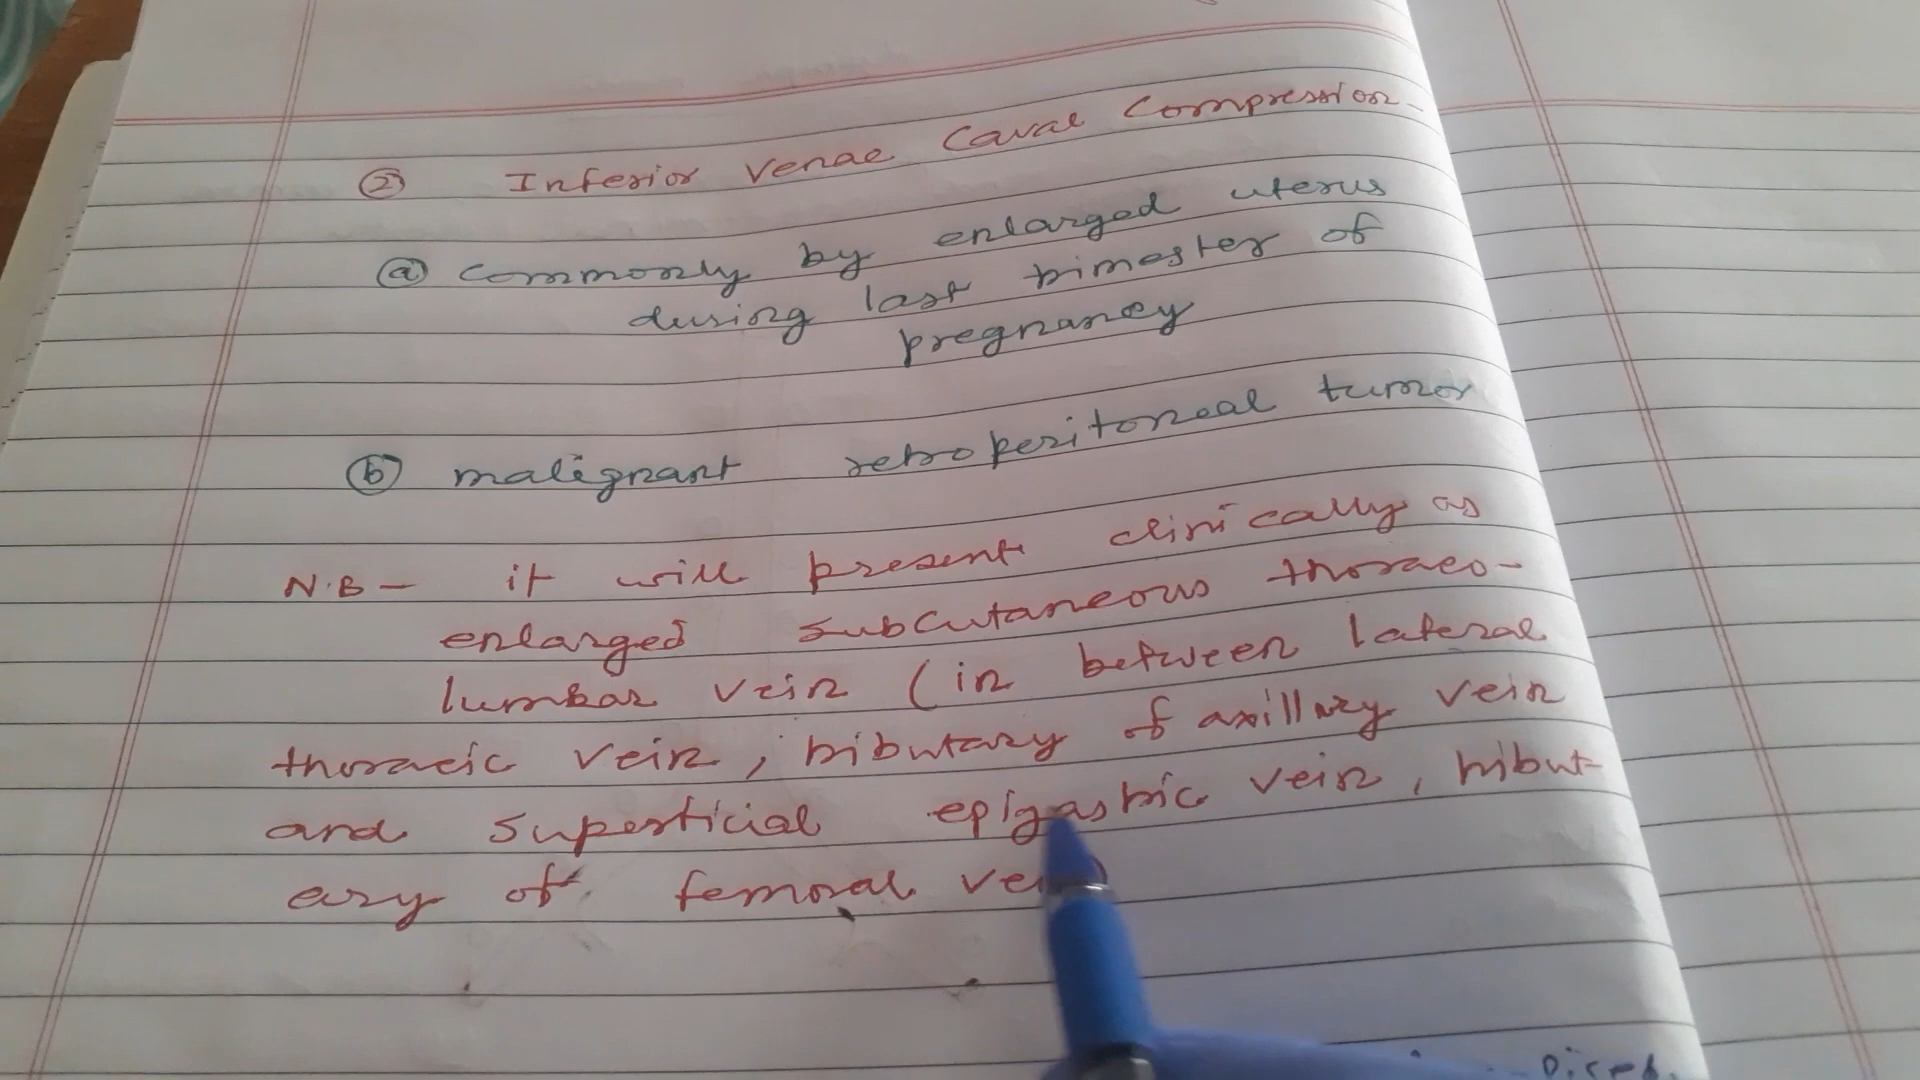 ② Inferior Venae Caval Compression-
ⓐ commonly by enlarged uterus
during last trimester of
pregnancy
ⓑ malignant retroperitoneal tumor
N.B - it will present clinically as
enlarged subcutaneous thoraco-
lumbar vein (in between lateral
thoracic vein, tributary of axillary vein
and superficial epigastric vein, tribut-
ary of femoral vein)